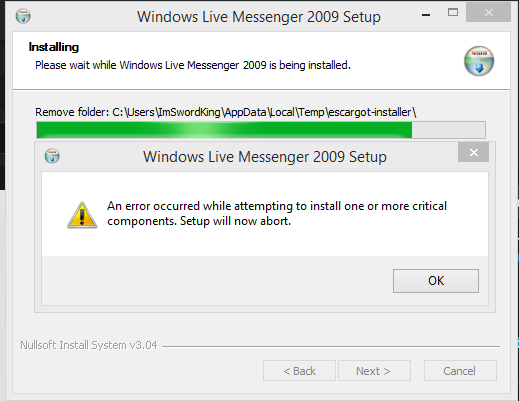 Windows Live Messenger 2009 Setup
Installing
Please wait while Windows Live Messenger 2009 is being installed.
Remove folder: C:\Users\ImSwordKing\AppData\Local\Temp\escargot-installer\
Windows Live Messenger 2009 Setup
An error occurred while attempting to install one or more critical
components. Setup will now abort.
OK
Nullsoft Install System v3.04
< Back
Next >
Cancel